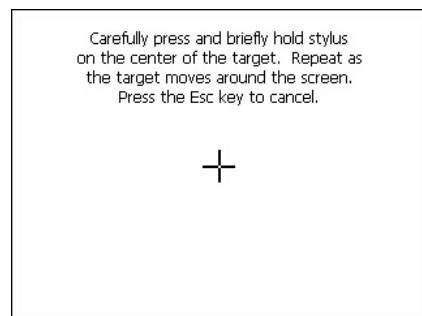 Carefully press and briefly hold stylus
on the center of the target.  Repeat as
the target moves around the screen.
Press the Esc key to cancel.